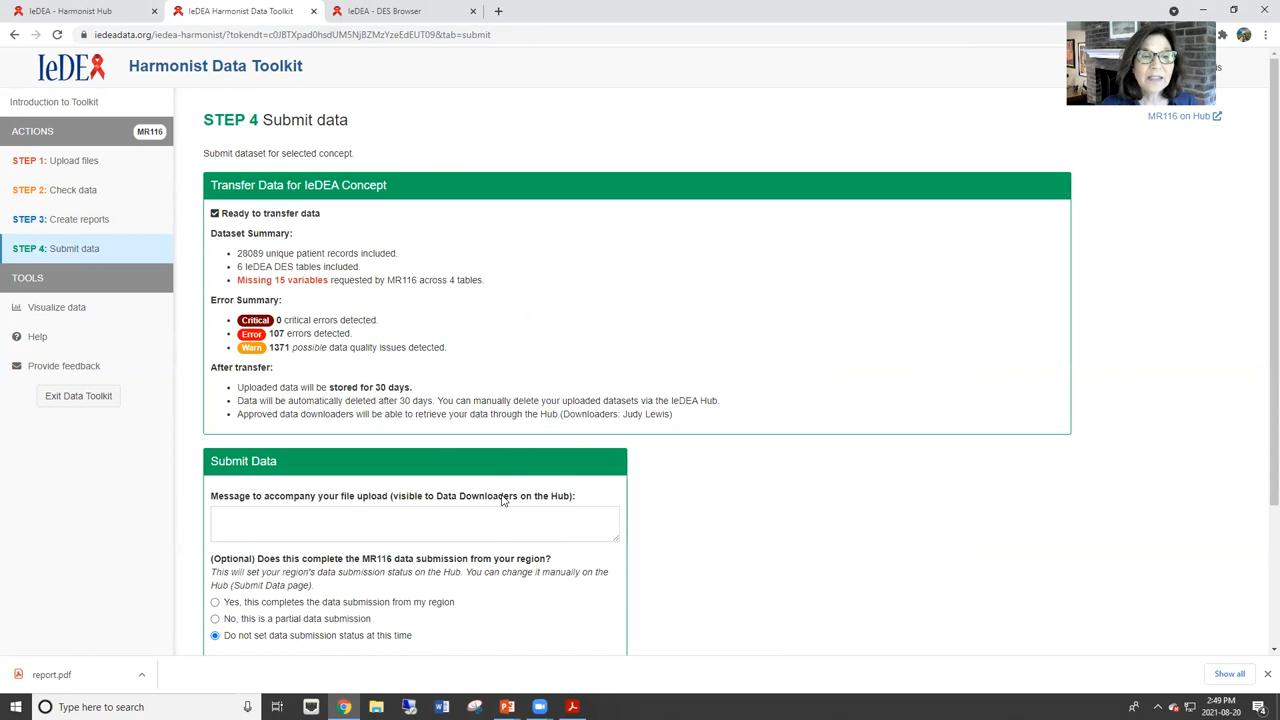 IeDEA - Harmonist Hub
IeDEA Data Toolkit
IeDEA - DES Browser
IeDEA
Harmonist Data Toolkit
Introduction to Toolkit
ACTIONS
MR116
STEP 1: Upload files
STEP 2: Check data
STEP 3: Create reports
STEP 4: Submit data
TOOLS
Visualize data
Help
Provide feedback
Exit Data Toolkit
STEP 4 Submit data
MR116 on Hub
Submit dataset for selected concept.
Transfer Data for IeDEA Concept
Ready to transfer data
Dataset Summary:
• 28089 unique patient records included.
• 6 IeDEA DES tables included.
• Missing 15 variables requested by MR116 across 4 tables.
Error Summary:
• Critical 0 critical errors detected.
• Error 107 errors detected.
• Warn 1371 possible data quality issues detected.
After transfer:
• Uploaded data will be stored for 30 days.
• Data will be automatically deleted after 30 days. You can manually delete your uploaded datasets via the IeDEA Hub.
• Approved data downloaders will be able to retrieve your data through the Hub.(Downloaders: Judy Lewis)
Submit Data
Message to accompany your file upload (visible to Data Downloaders on the Hub):
(Optional) Does this complete the MR116 data submission from your region?
This will set your region's data submission status on the Hub. You can change it manually on the
Hub (Submit Data page).
Yes, this completes the data submission from my region
No, this is a partial data submission
Do not set data submission status at this time
report.pdf
Show all
Type here to search
2:49 PM
2021-08-20